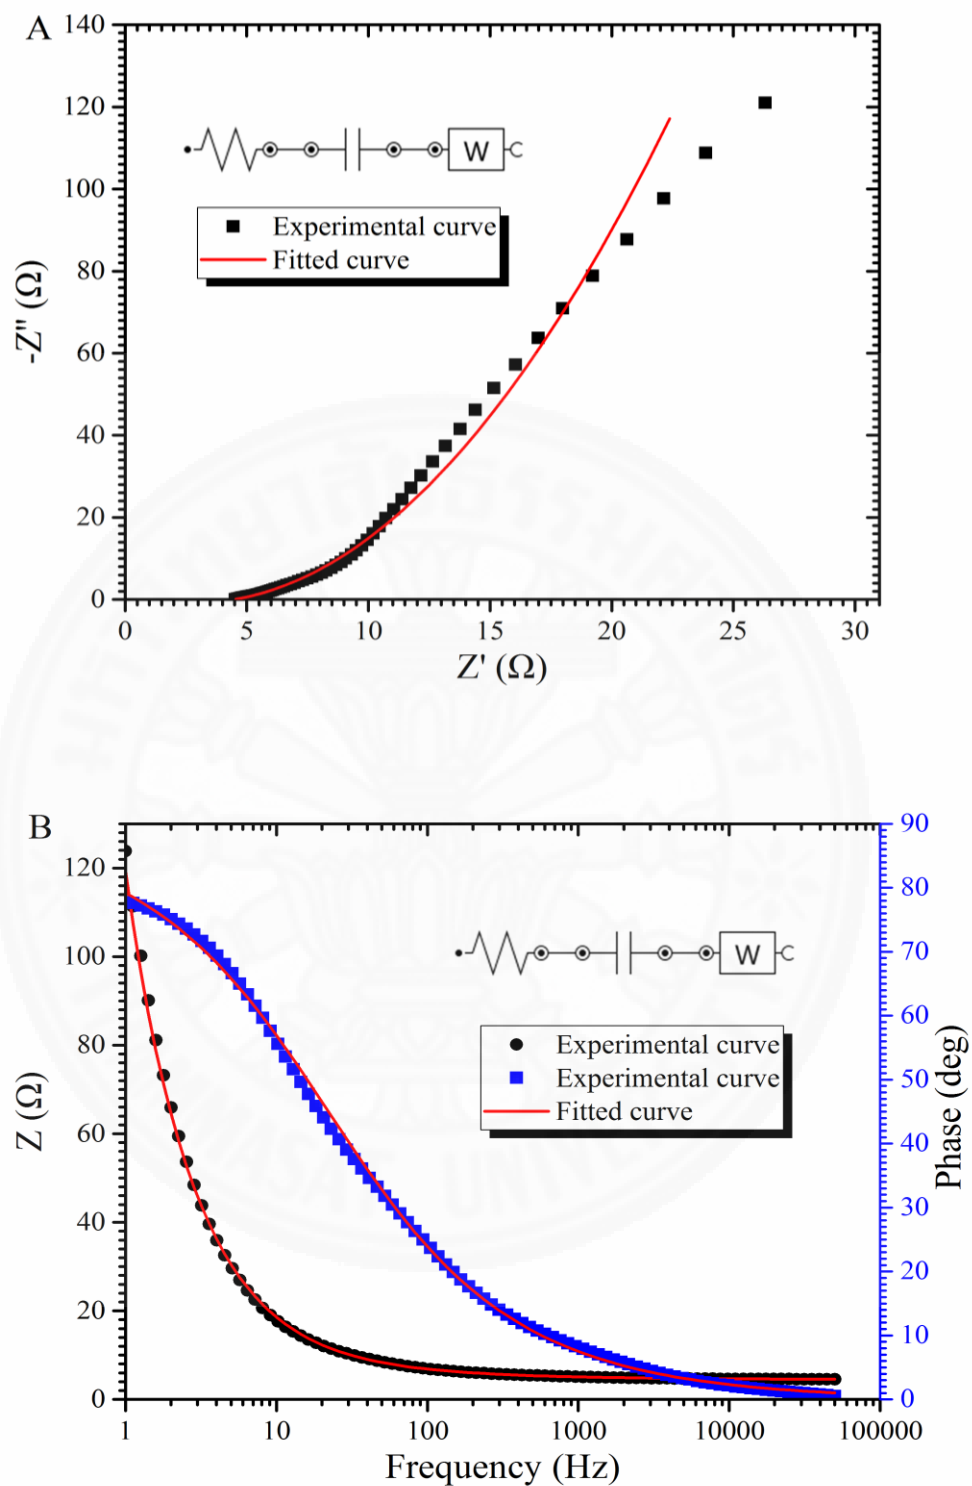 A
140
120
100
80
60
40
20
0
-Z" (Ω)
W
Experimental curve
Fitted curve
0 5 10 15 20 25 30
Z' (Ω)
B
120
100
80
60
40
20
0
Z (Ω)
90
80
70
60
50
40
30
20
10
0
Phase (deg)
W
Experimental curve
Experimental curve
Fitted curve
1 10 100 1000 10000 100000
Frequency (Hz)